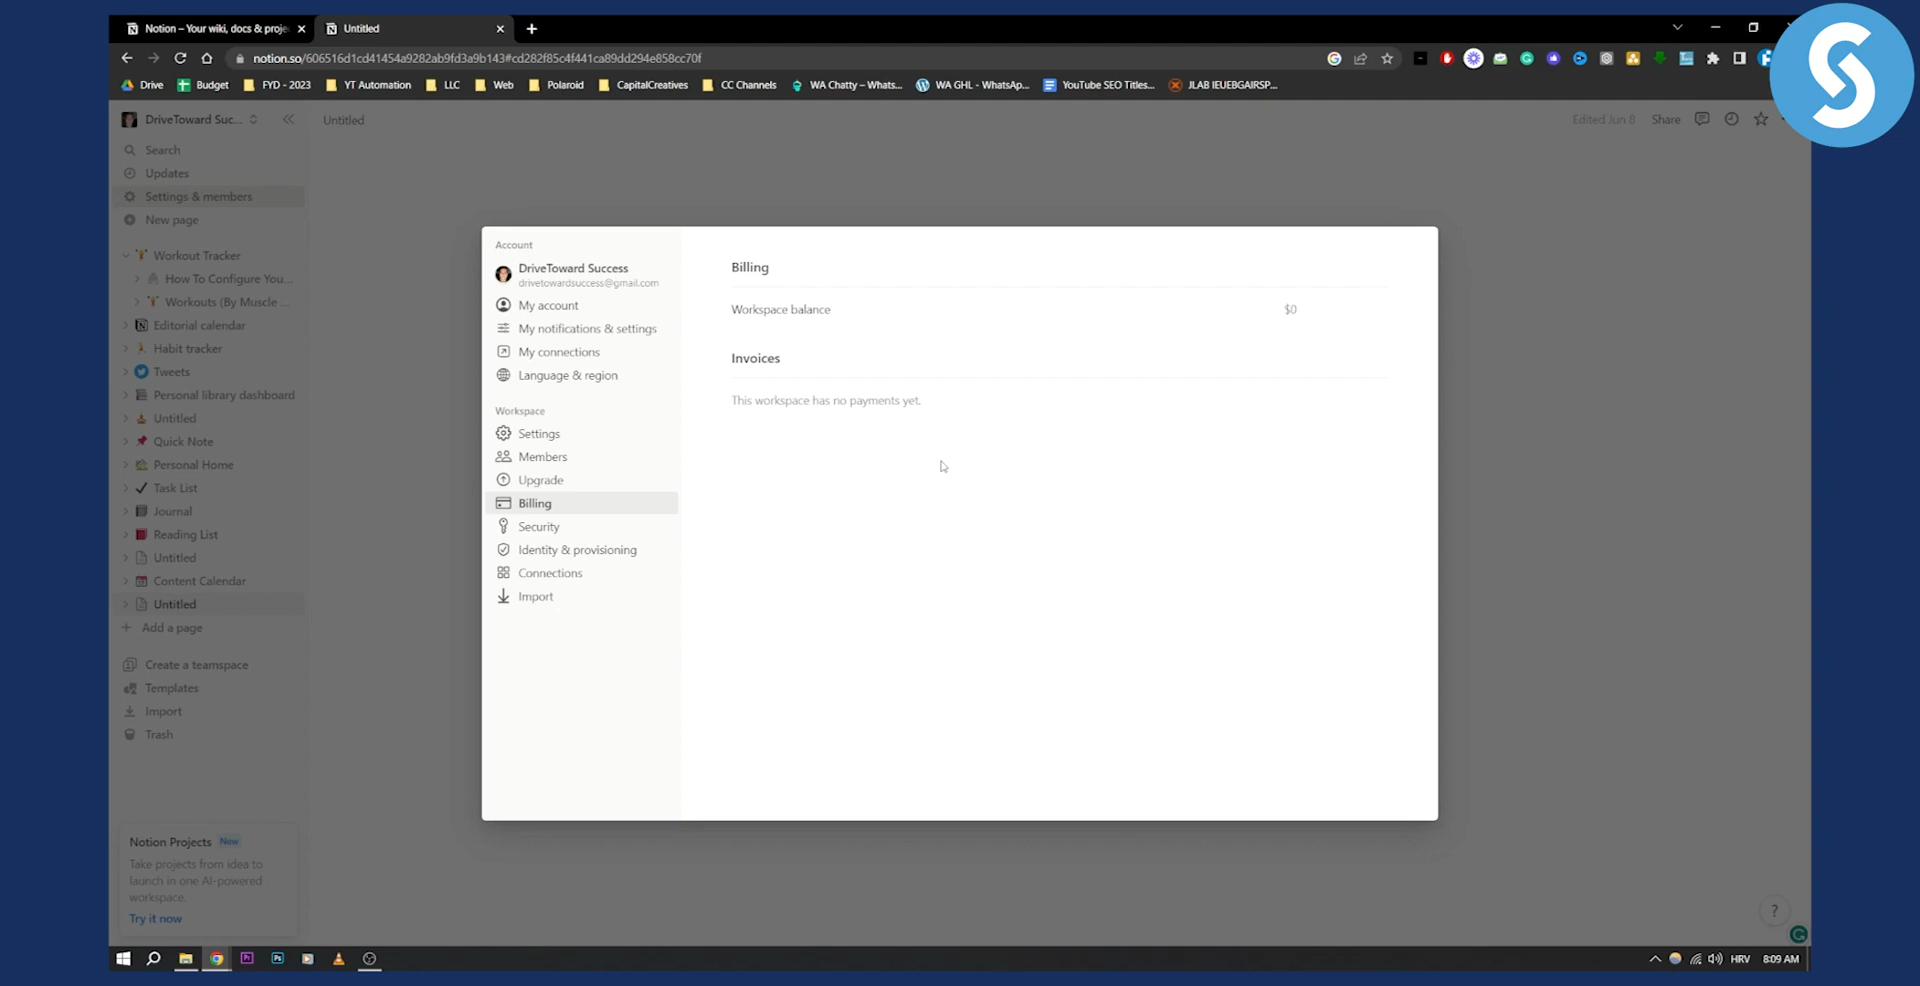 Notion – Your wiki, docs & proje
Untitled
notion.so/606516d1cd41454a9282ab9fd3a9b143#cd282f85c4f441ca89dd294e858cc70f
Drive
Budget
FYD - 2023
YT Automation
LLC
Web
Polaroid
CapitalCreatives
CC Channels
WA Chatty – Whats...
WA GHL - WhatsAp...
YouTube SEO Titles...
JLAB IEUEBGAIRSP...
DriveToward Suc...
Untitled
Edited Jun 8
Share
Search
Updates
Settings & members
New page
Workout Tracker
How To Configure You...
Workouts (By Muscle ...
Editorial calendar
Habit tracker
Tweets
Personal library dashboard
Untitled
Quick Note
Personal Home
Task List
Journal
Reading List
Untitled
Content Calendar
Untitled
Add a page
Create a teamspace
Templates
Import
Trash
Notion Projects New
Take projects from idea to
launch in one AI-powered
workspace.
Try it now
Account
DriveToward Success
drivetowardsuccess@gmail.com
My account
My notifications & settings
My connections
Language & region
Workspace
Settings
Members
Upgrade
Billing
Security
Identity & provisioning
Connections
Import
Billing
Workspace balance $0
Invoices
This workspace has no payments yet.
?
HRV 8:09 AM
S